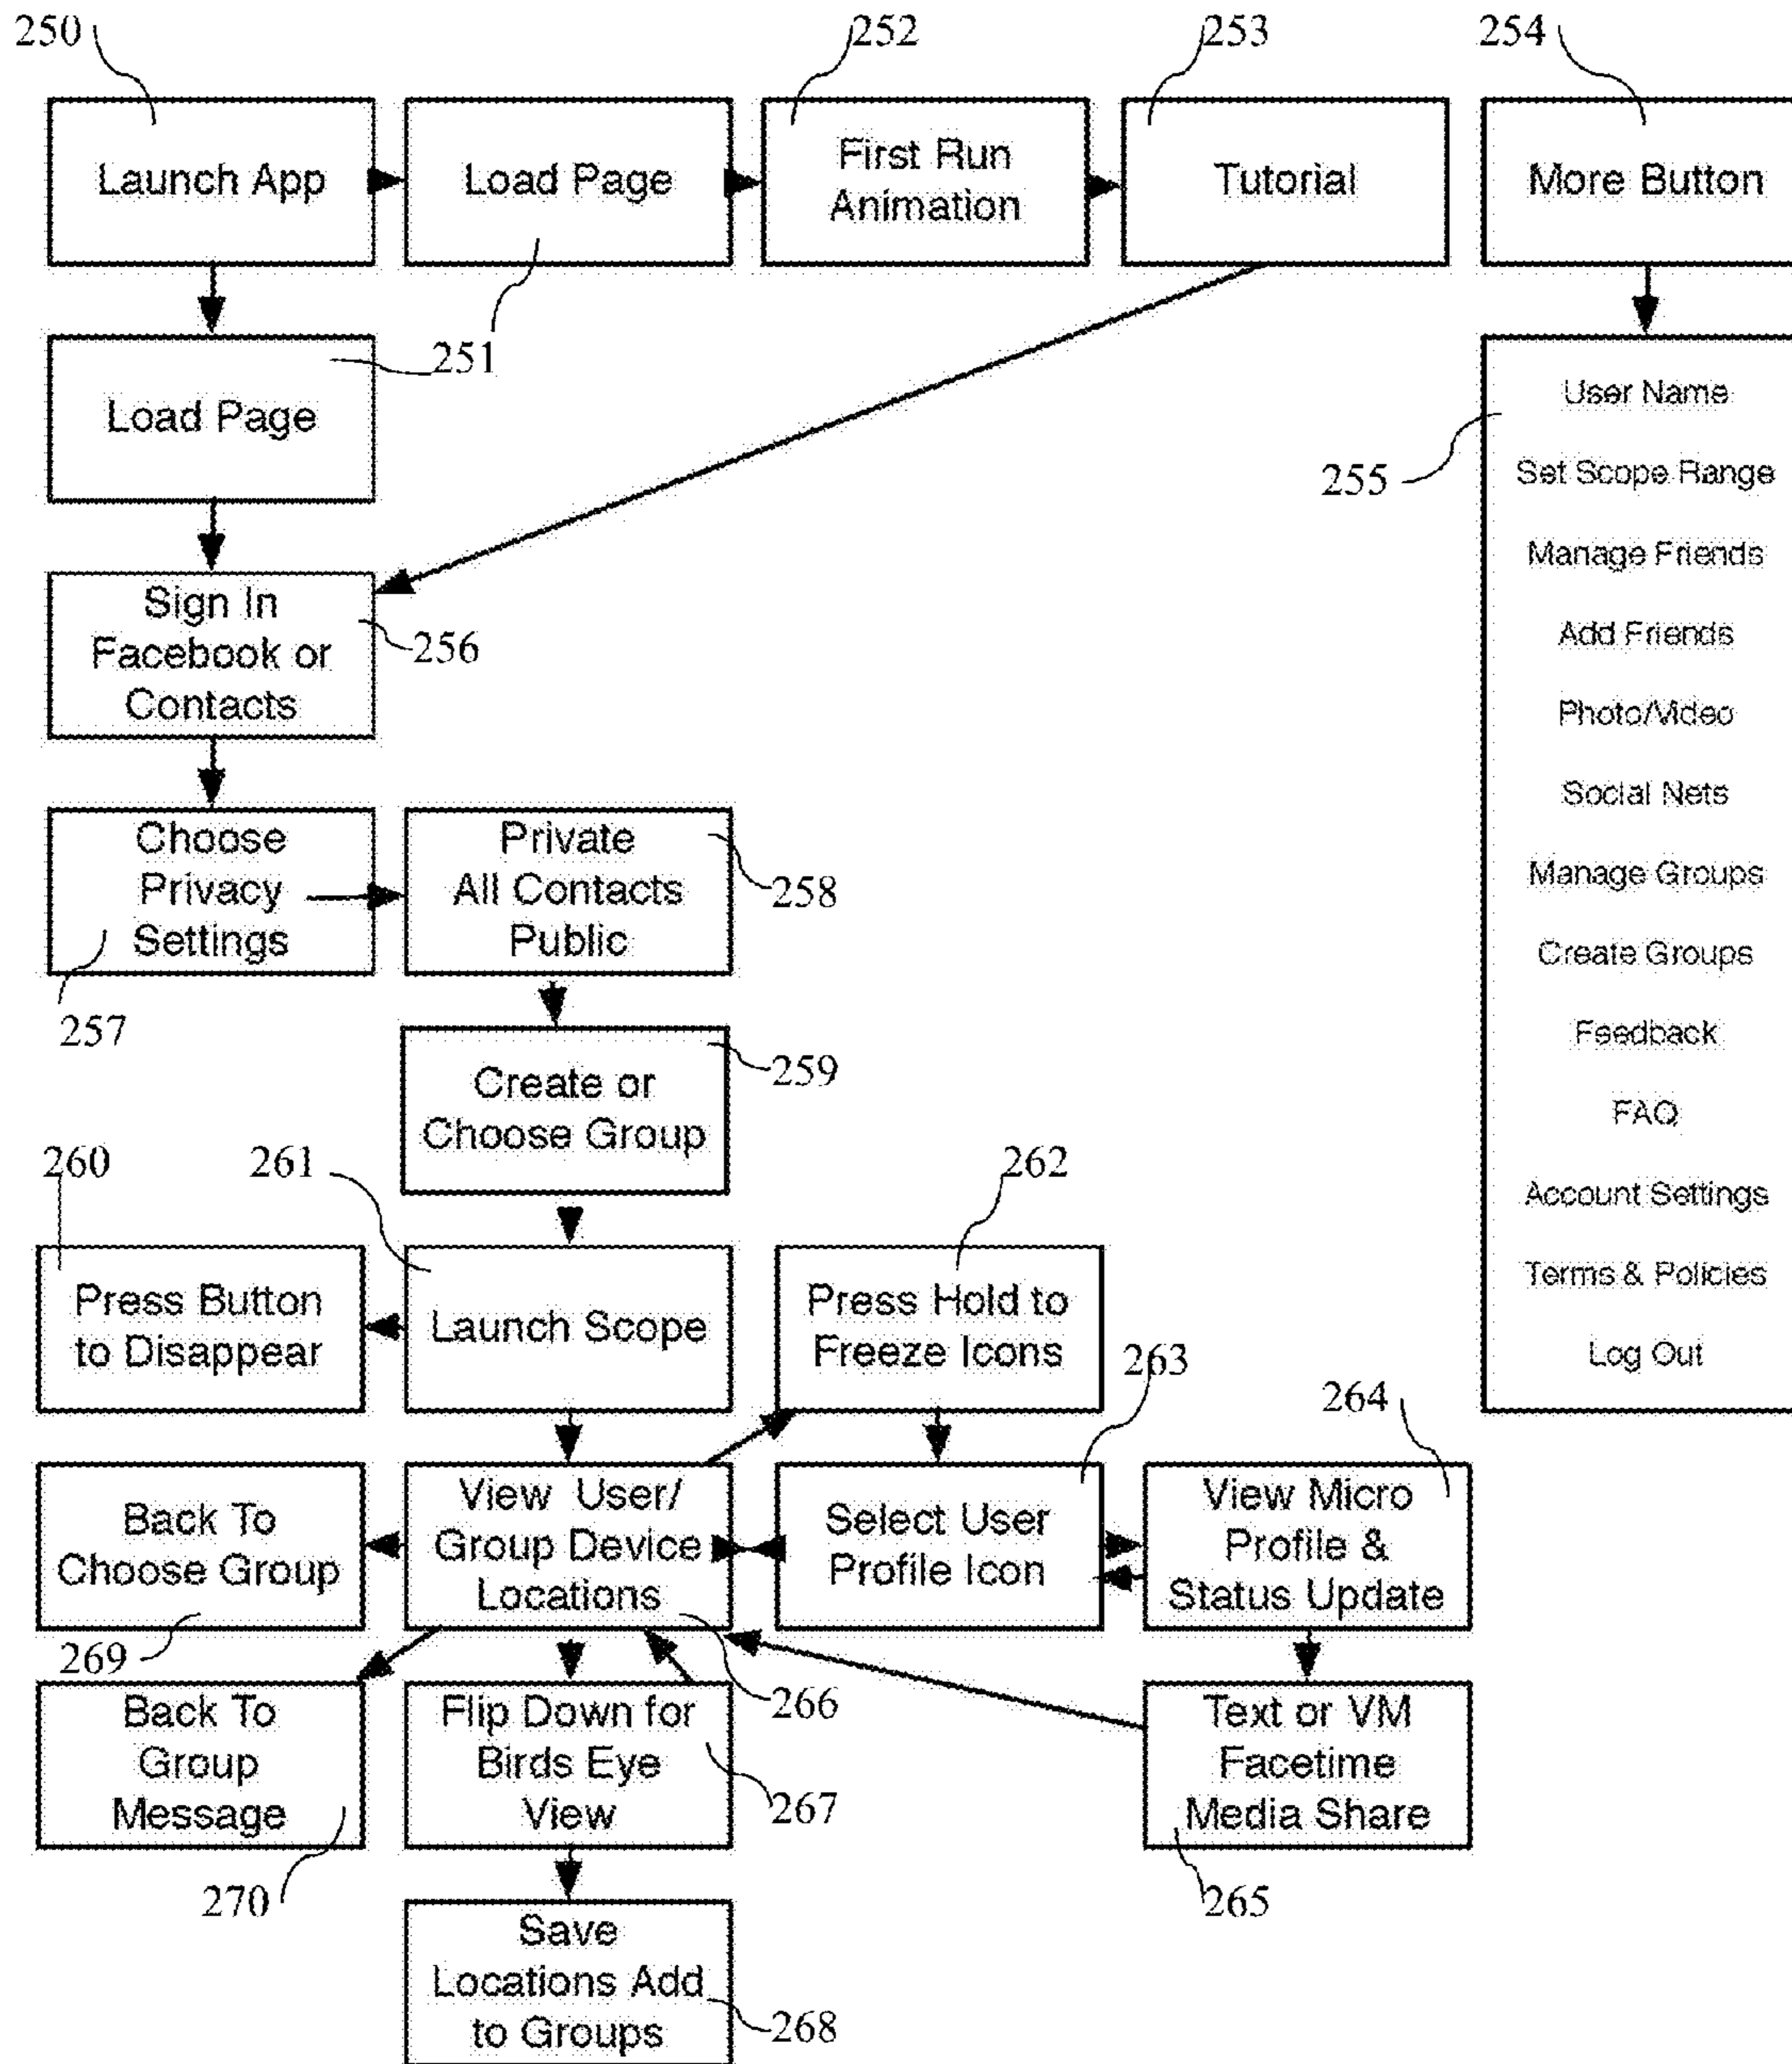 250
252
253
254
Launch App
Load Page
First Run
Animation
Tutorial
More Button
251
Load Page
255
User Name
Set Scope Range
Manage Friends
Add Friends
Photo/Video
Social Nets
Manage Groups
Create Groups
Feedback
FAQ
Account Settings
Terms & Policies
Log Out
Sign In
Facebook or
Contacts
256
Choose
Privacy
Settings
257
Private
All Contacts
Public
258
Create or
Choose Group
259
260
261
262
Press Button
to Disappear
Launch Scope
Press Hold to
Freeze Icons
263
264
Back To
Choose Group
269
View User/
Group Device
Locations
266
Select User
Profile Icon
View Micro
Profile &
Status Update
Back To
Group
Message
270
Flip Down for
Birds Eye
View
267
Text or VM
Facetime
Media Share
265
Save
Locations Add
to Groups
268